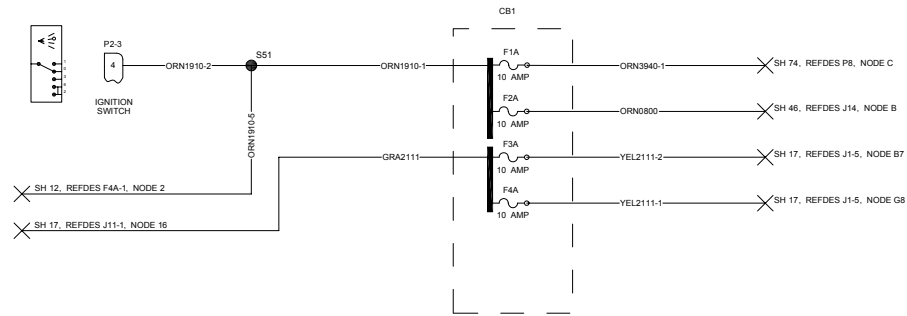 CB1
P2-3
4
IGNITION
SWITCH
ORN1910-2
S51
ORN1910-1
ORN1910-5
F1A
10 AMP
ORN3940-1
SH 74, REFDES P8, NODE C
F2A
10 AMP
ORN0800
SH 46, REFDES J14, NODE B
GRA2111
F3A
10 AMP
YEL2111-2
SH 17, REFDES J1-5, NODE B7
F4A
10 AMP
YEL2111-1
SH 17, REFDES J1-5, NODE G8
SH 12, REFDES F4A-1, NODE 2
SH 17, REFDES J11-1, NODE 16